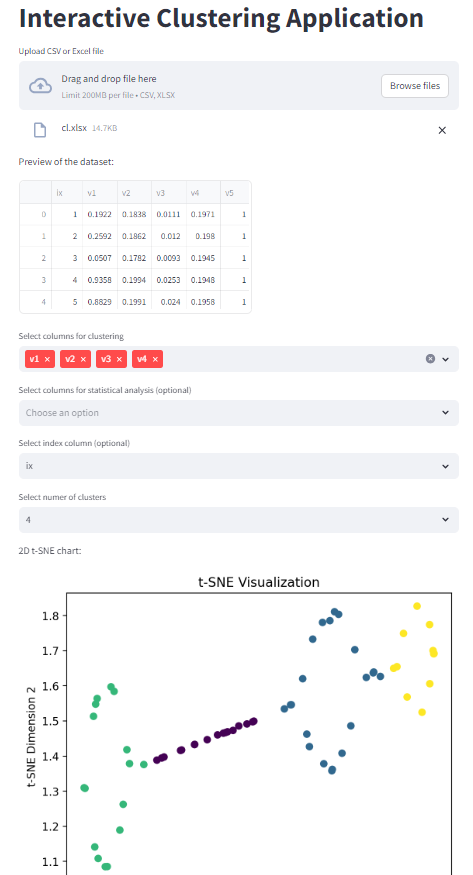 Interactive Clustering Application
Upload CSV or Excel file
Drag and drop file here
Limit 200MB per file • CSV, XLSX
Browse files
cl.xlsx 14.7KB
Preview of the dataset:
ix v1 v2 v3 v4 v5
0 1 0.1922 0.1838 0.0111 0.1971 1
1 2 0.2592 0.1862 0.012 0.198 1
2 3 0.0507 0.1782 0.0093 0.1945 1
3 4 0.9358 0.1994 0.0253 0.1948 1
4 5 0.8829 0.1991 0.024 0.1958 1
Select columns for clustering
v1 × v2 × v3 × v4 ×
Select columns for statistical analysis (optional)
Choose an option
Select index column (optional)
ix
Select numer of clusters
4
2D t-SNE chart:
t-SNE Visualization
t-SNE Dimension 2
1.8
1.7
1.6
1.5
1.4
1.3
1.2
1.1